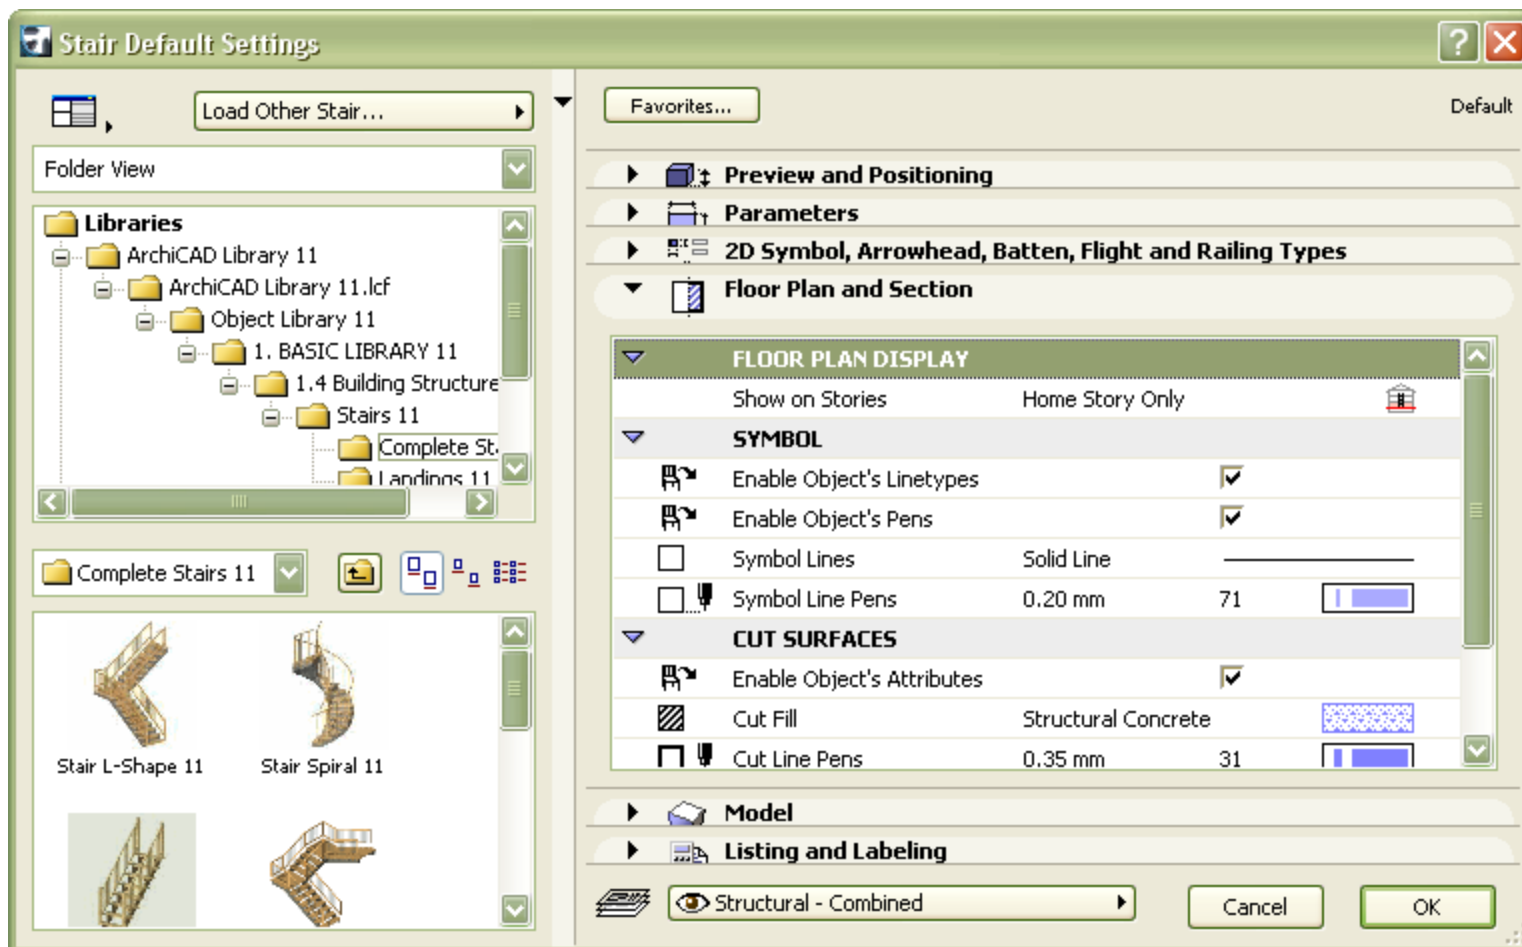 Stair Default Settings
Load Other Stair...
Folder View
Libraries
ArchiCAD Library 11
ArchiCAD Library 11.lcf
Object Library 11
1. BASIC LIBRARY 11
1.4 Building Structure
Stairs 11
Complete Sta
Landings 11
Complete Stairs 11
Stair L-Shape 11
Stair Spiral 11
Favorites...
Default
Preview and Positioning
Parameters
2D Symbol, Arrowhead, Batten, Flight and Railing Types
Floor Plan and Section
FLOOR PLAN DISPLAY
Show on Stories Home Story Only
SYMBOL
Enable Object's Linetypes
Enable Object's Pens
Symbol Lines Solid Line
Symbol Line Pens 0.20 mm 71
CUT SURFACES
Enable Object's Attributes
Cut Fill Structural Concrete
Cut Line Pens 0.35 mm 31
Model
Listing and Labeling
Structural - Combined
Cancel
OK